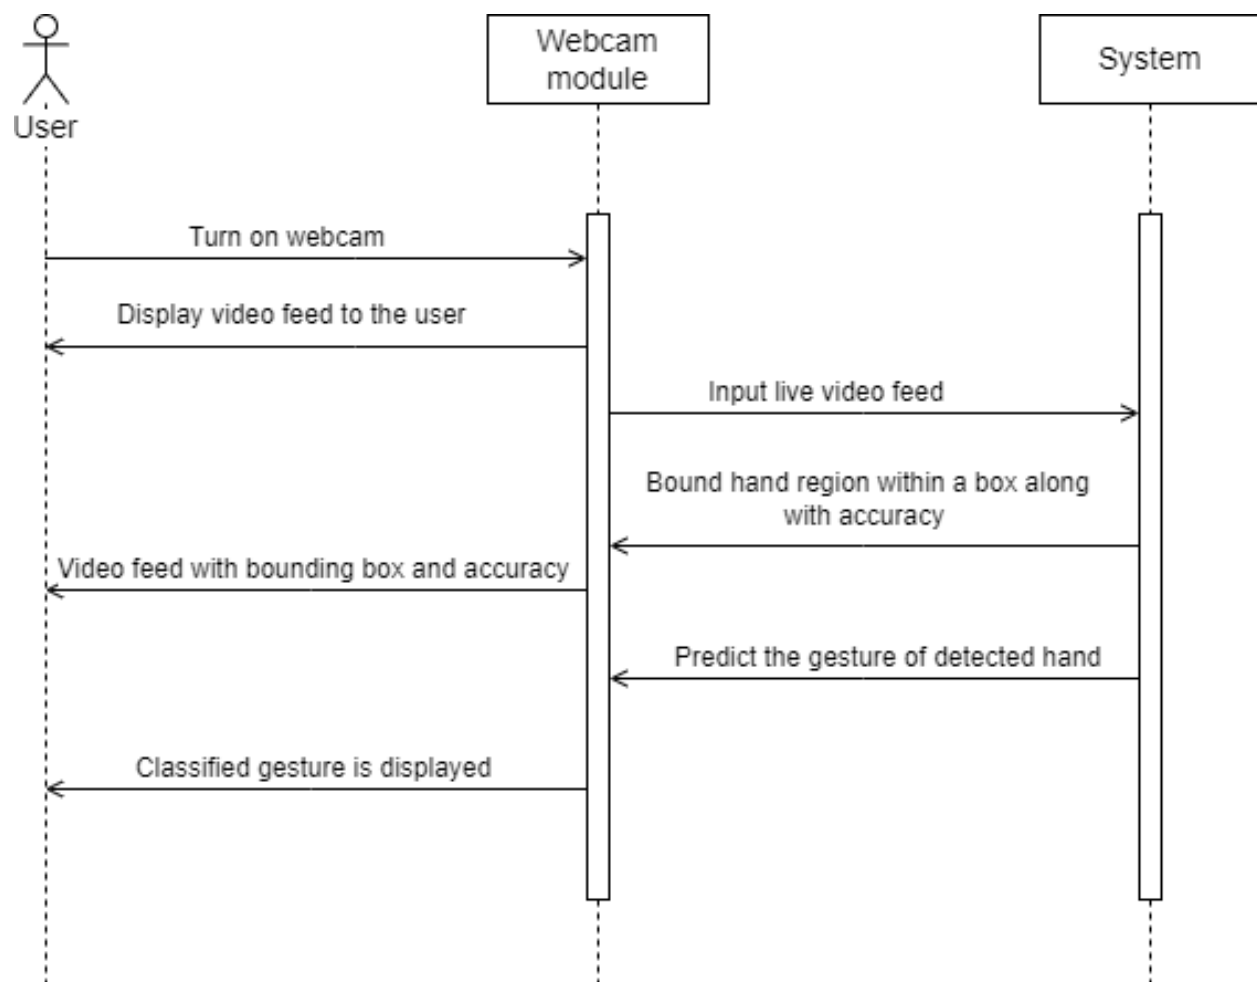 User
Webcam
module
System
Turn on webcam
Display video feed to the user
Input live video feed
Bound hand region within a box along
with accuracy
Video feed with bounding box and accuracy
Predict the gesture of detected hand
Classified gesture is displayed